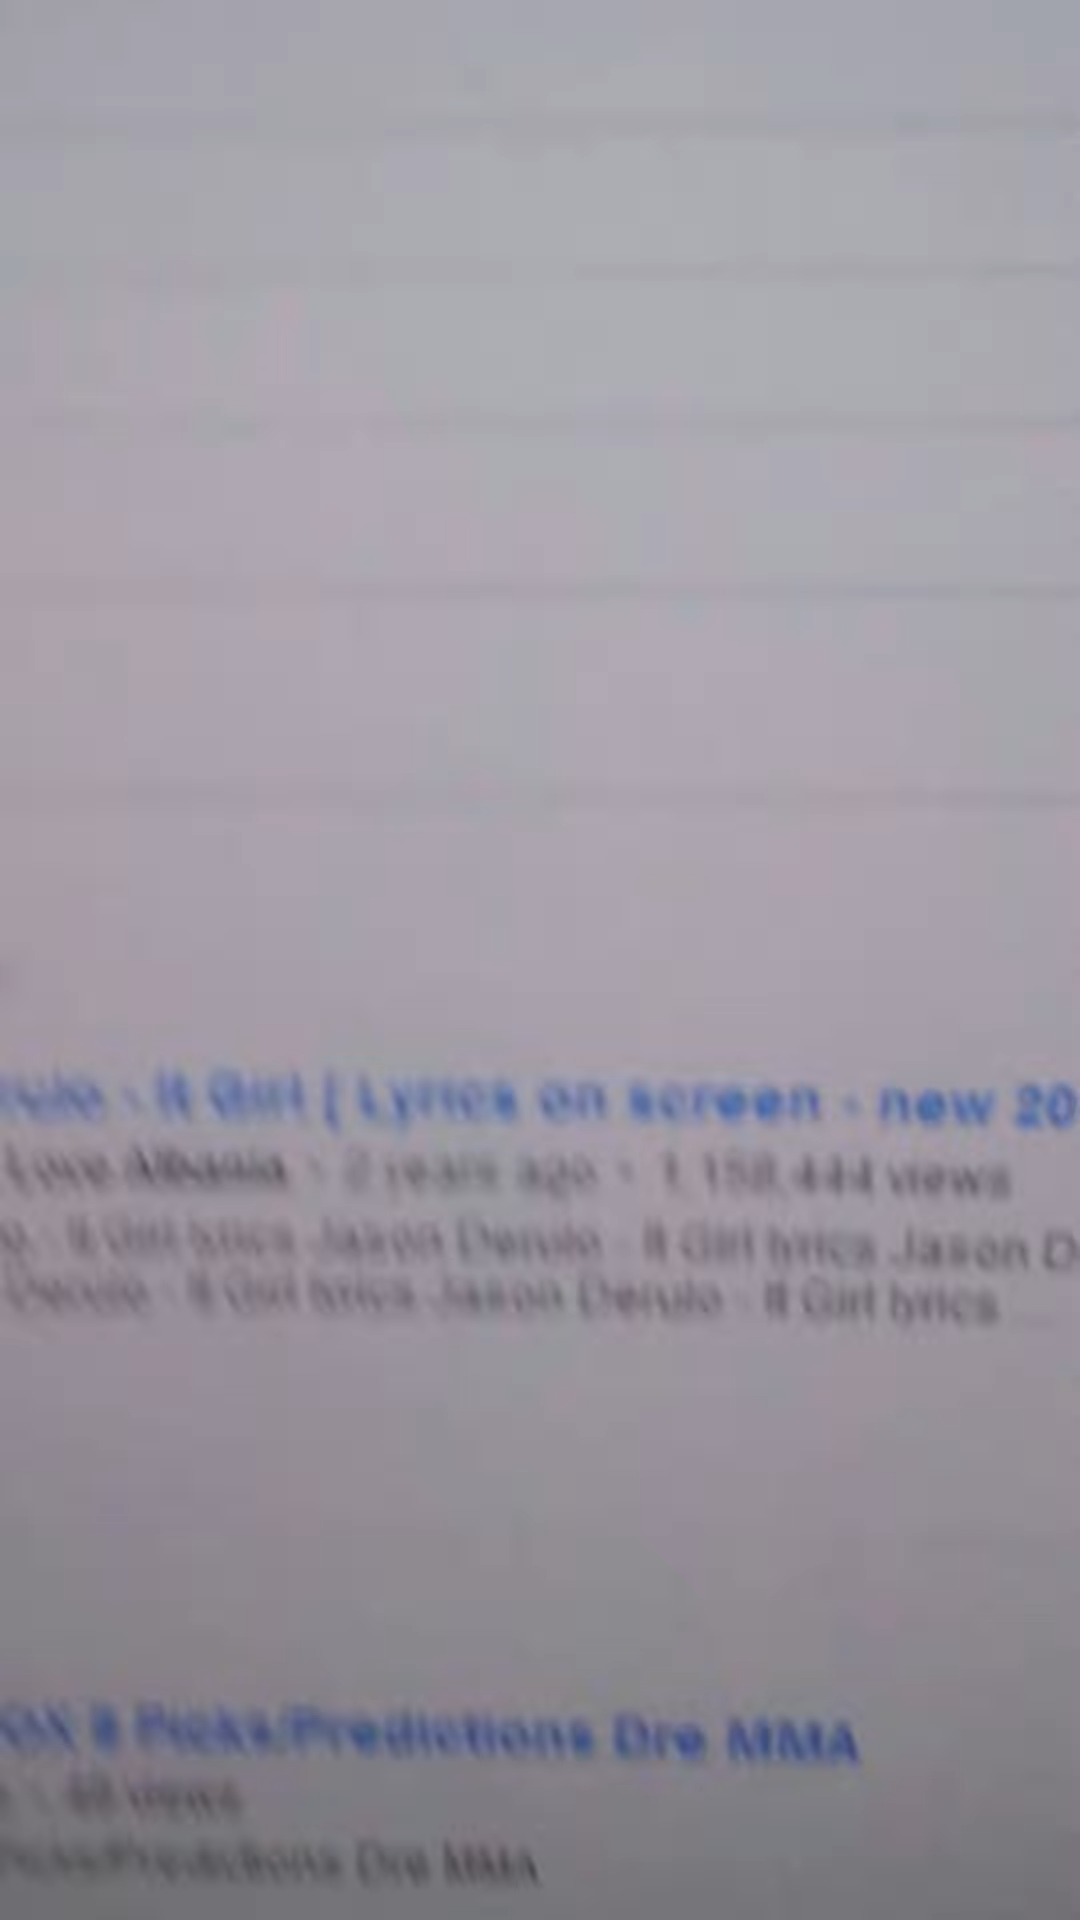 rulo - It Girl [ Lyrics on screen - new 20
Love Albania · 2 years ago · 1,158,444 views
o - It Girl lyrics Jason Derulo - It Girl lyrics Jason D
Derulo - It Girl lyrics Jason Derulo - It Girl lyrics ...
8 Picks/Predictions Dre MMA
views
Picks/Predictions Dre MMA